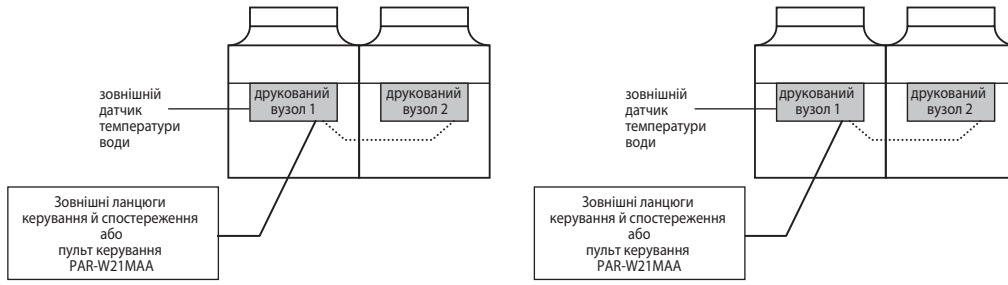 друкований
вузол 1
друкований
вузол 2
зовнішній
датчик
температури
води
Зовнішні ланцюги
керування й спостереження
або
пульт керування
PAR-W21MAA
друкований
вузол 1
друкований
вузол 2
зовнішній
датчик
температури
води
Зовнішні ланцюги
керування й спостереження
або
пульт керування
PAR-W21MAA